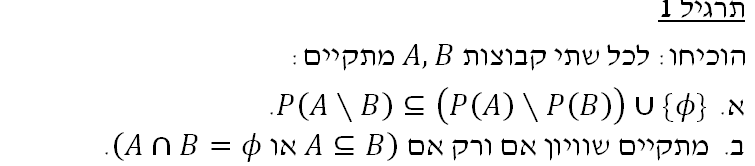 תרגיל 1
הוכיחו: לכל שתי קבוצות A, B מתקיים:
א. P(A \ B) ⊆ (P(A) \ P(B)) ∪ {ϕ}.
ב. מתקיים שוויון אם ורק אם (A ⊆ B או A ∩ B = ϕ).